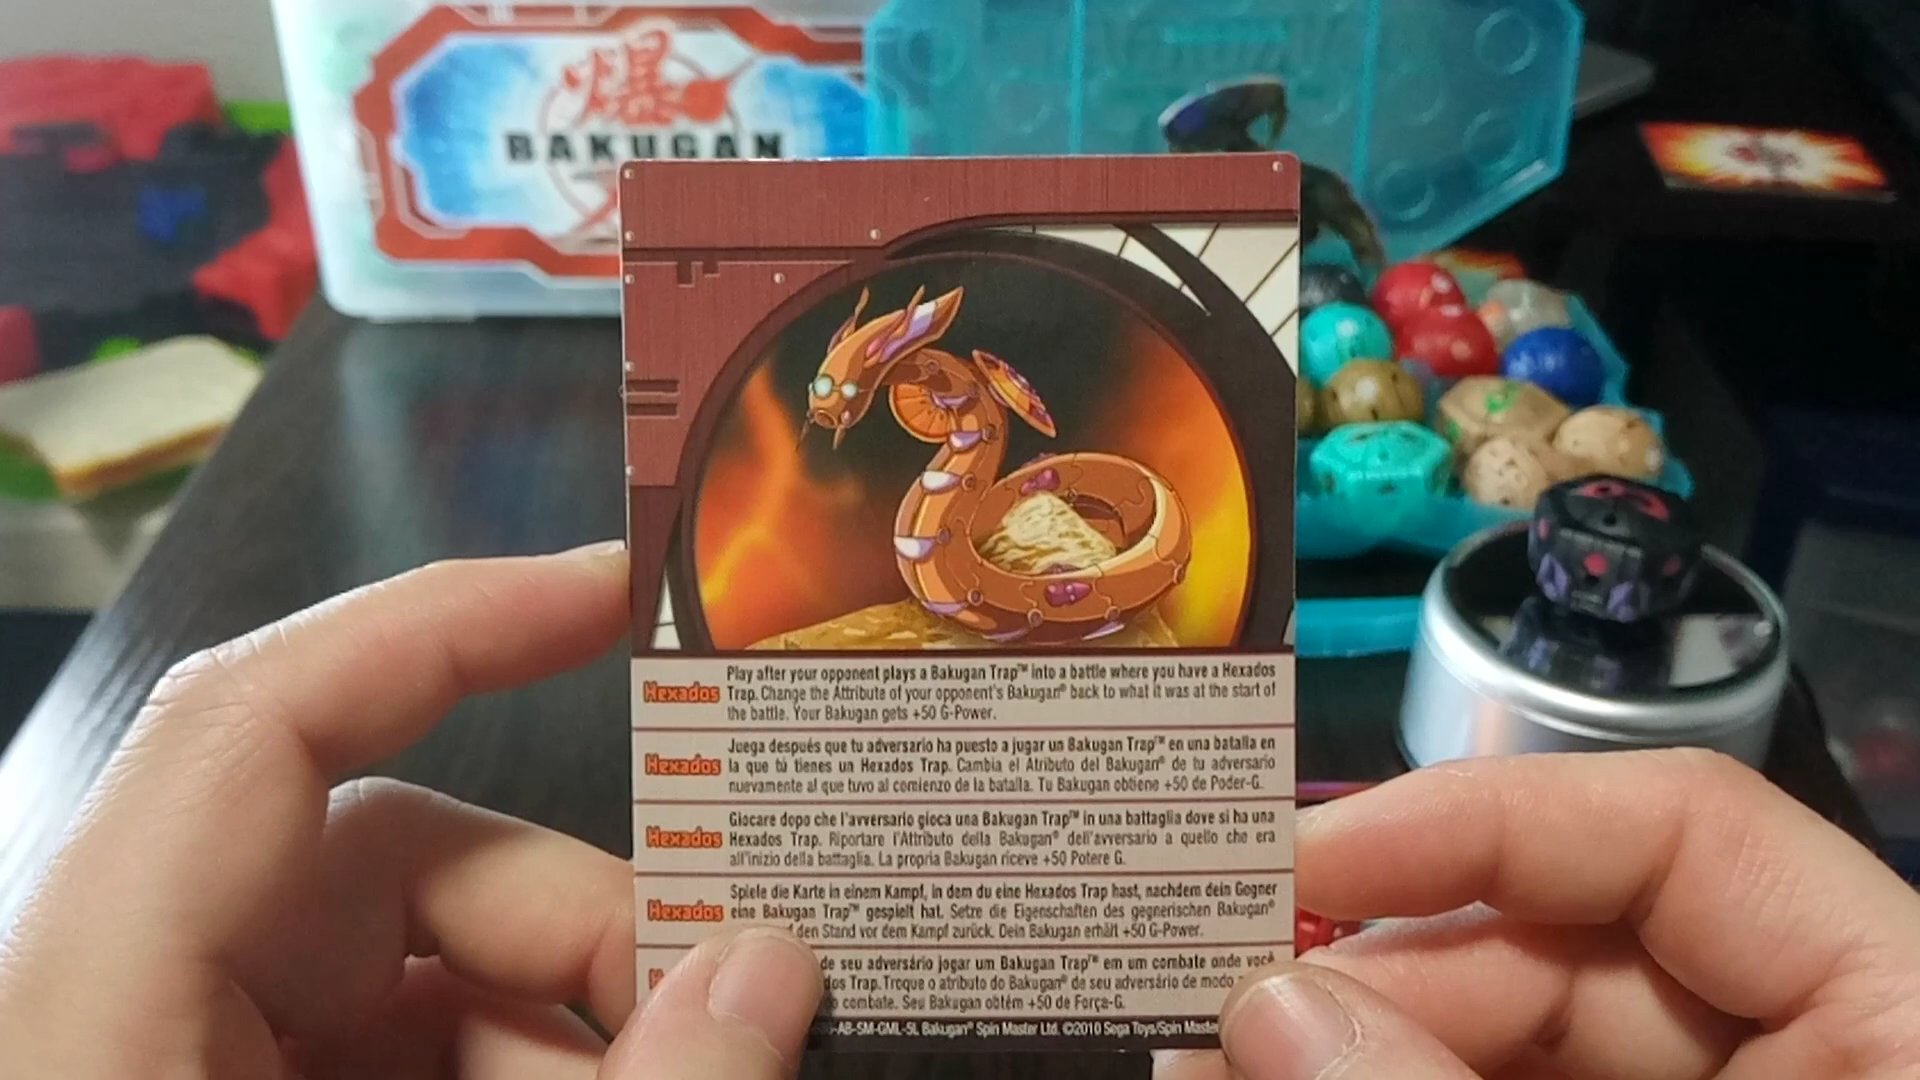 爆
BAKUGAN
Play after your opponent plays a Bakugan Trap™ into a battle where you have a Hexados
Hexados Trap. Change the Attribute of your opponent's Bakugan® back to what it was at the start of
the battle. Your Bakugan gets +50 G-Power.
Juega después que tu adversario ha puesto a jugar un Bakugan Trap™ en una batalla en
Hexados la que tú tienes un Hexados Trap. Cambia el Atributo del Bakugan® de tu adversario
nuevamente al que tuvo al comienzo de la batalla. Tu Bakugan obtiene +50 de Poder-G.
Giocare dopo che l'avversario gioca una Bakugan Trap™ in una battaglia dove si ha una
Hexados Hexados Trap. Riportare l'Attributo della Bakugan® dell'avversario a quello che era
all'inizio della battaglia. La propria Bakugan riceve +50 Potere G.
Spiele die Karte in einem Kampf, in dem du eine Hexados Trap hast, nachdem dein Gegner
Hexados eine Bakugan Trap™ gespielt hat. Setze die Eigenschaften des gegnerischen Bakugan®
den Stand vor dem Kampf zurück. Dein Bakugan erhält +50 G-Power.
de seu adversário jogar um Bakugan Trap™ em um combate onde você
dos Trap. Troque o atributo do Bakugan® de seu adversário de modo
combate. Seu Bakugan obtém +50 de Força-G.
-AB-SM-GML-SL Bakugan® Spin Master Ltd. ©2010 Sega Toys/Spin Maste